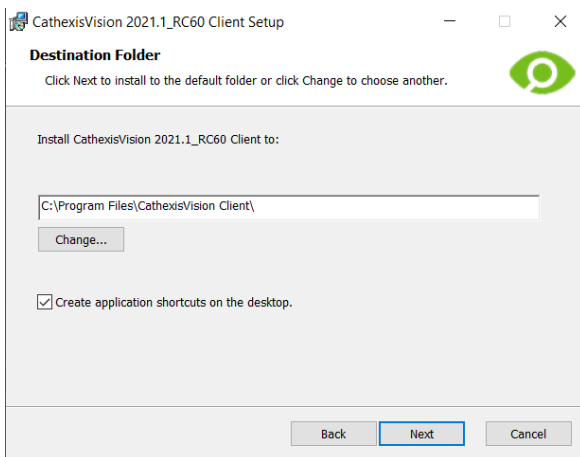 CathexisVision 2021.1_RC60 Client Setup
Destination Folder
Click Next to install to the default folder or click Change to choose another.
Install CathexisVision 2021.1_RC60 Client to:
C:\Program Files\CathexisVision Client\
Change...
Create application shortcuts on the desktop.
Back Next Cancel